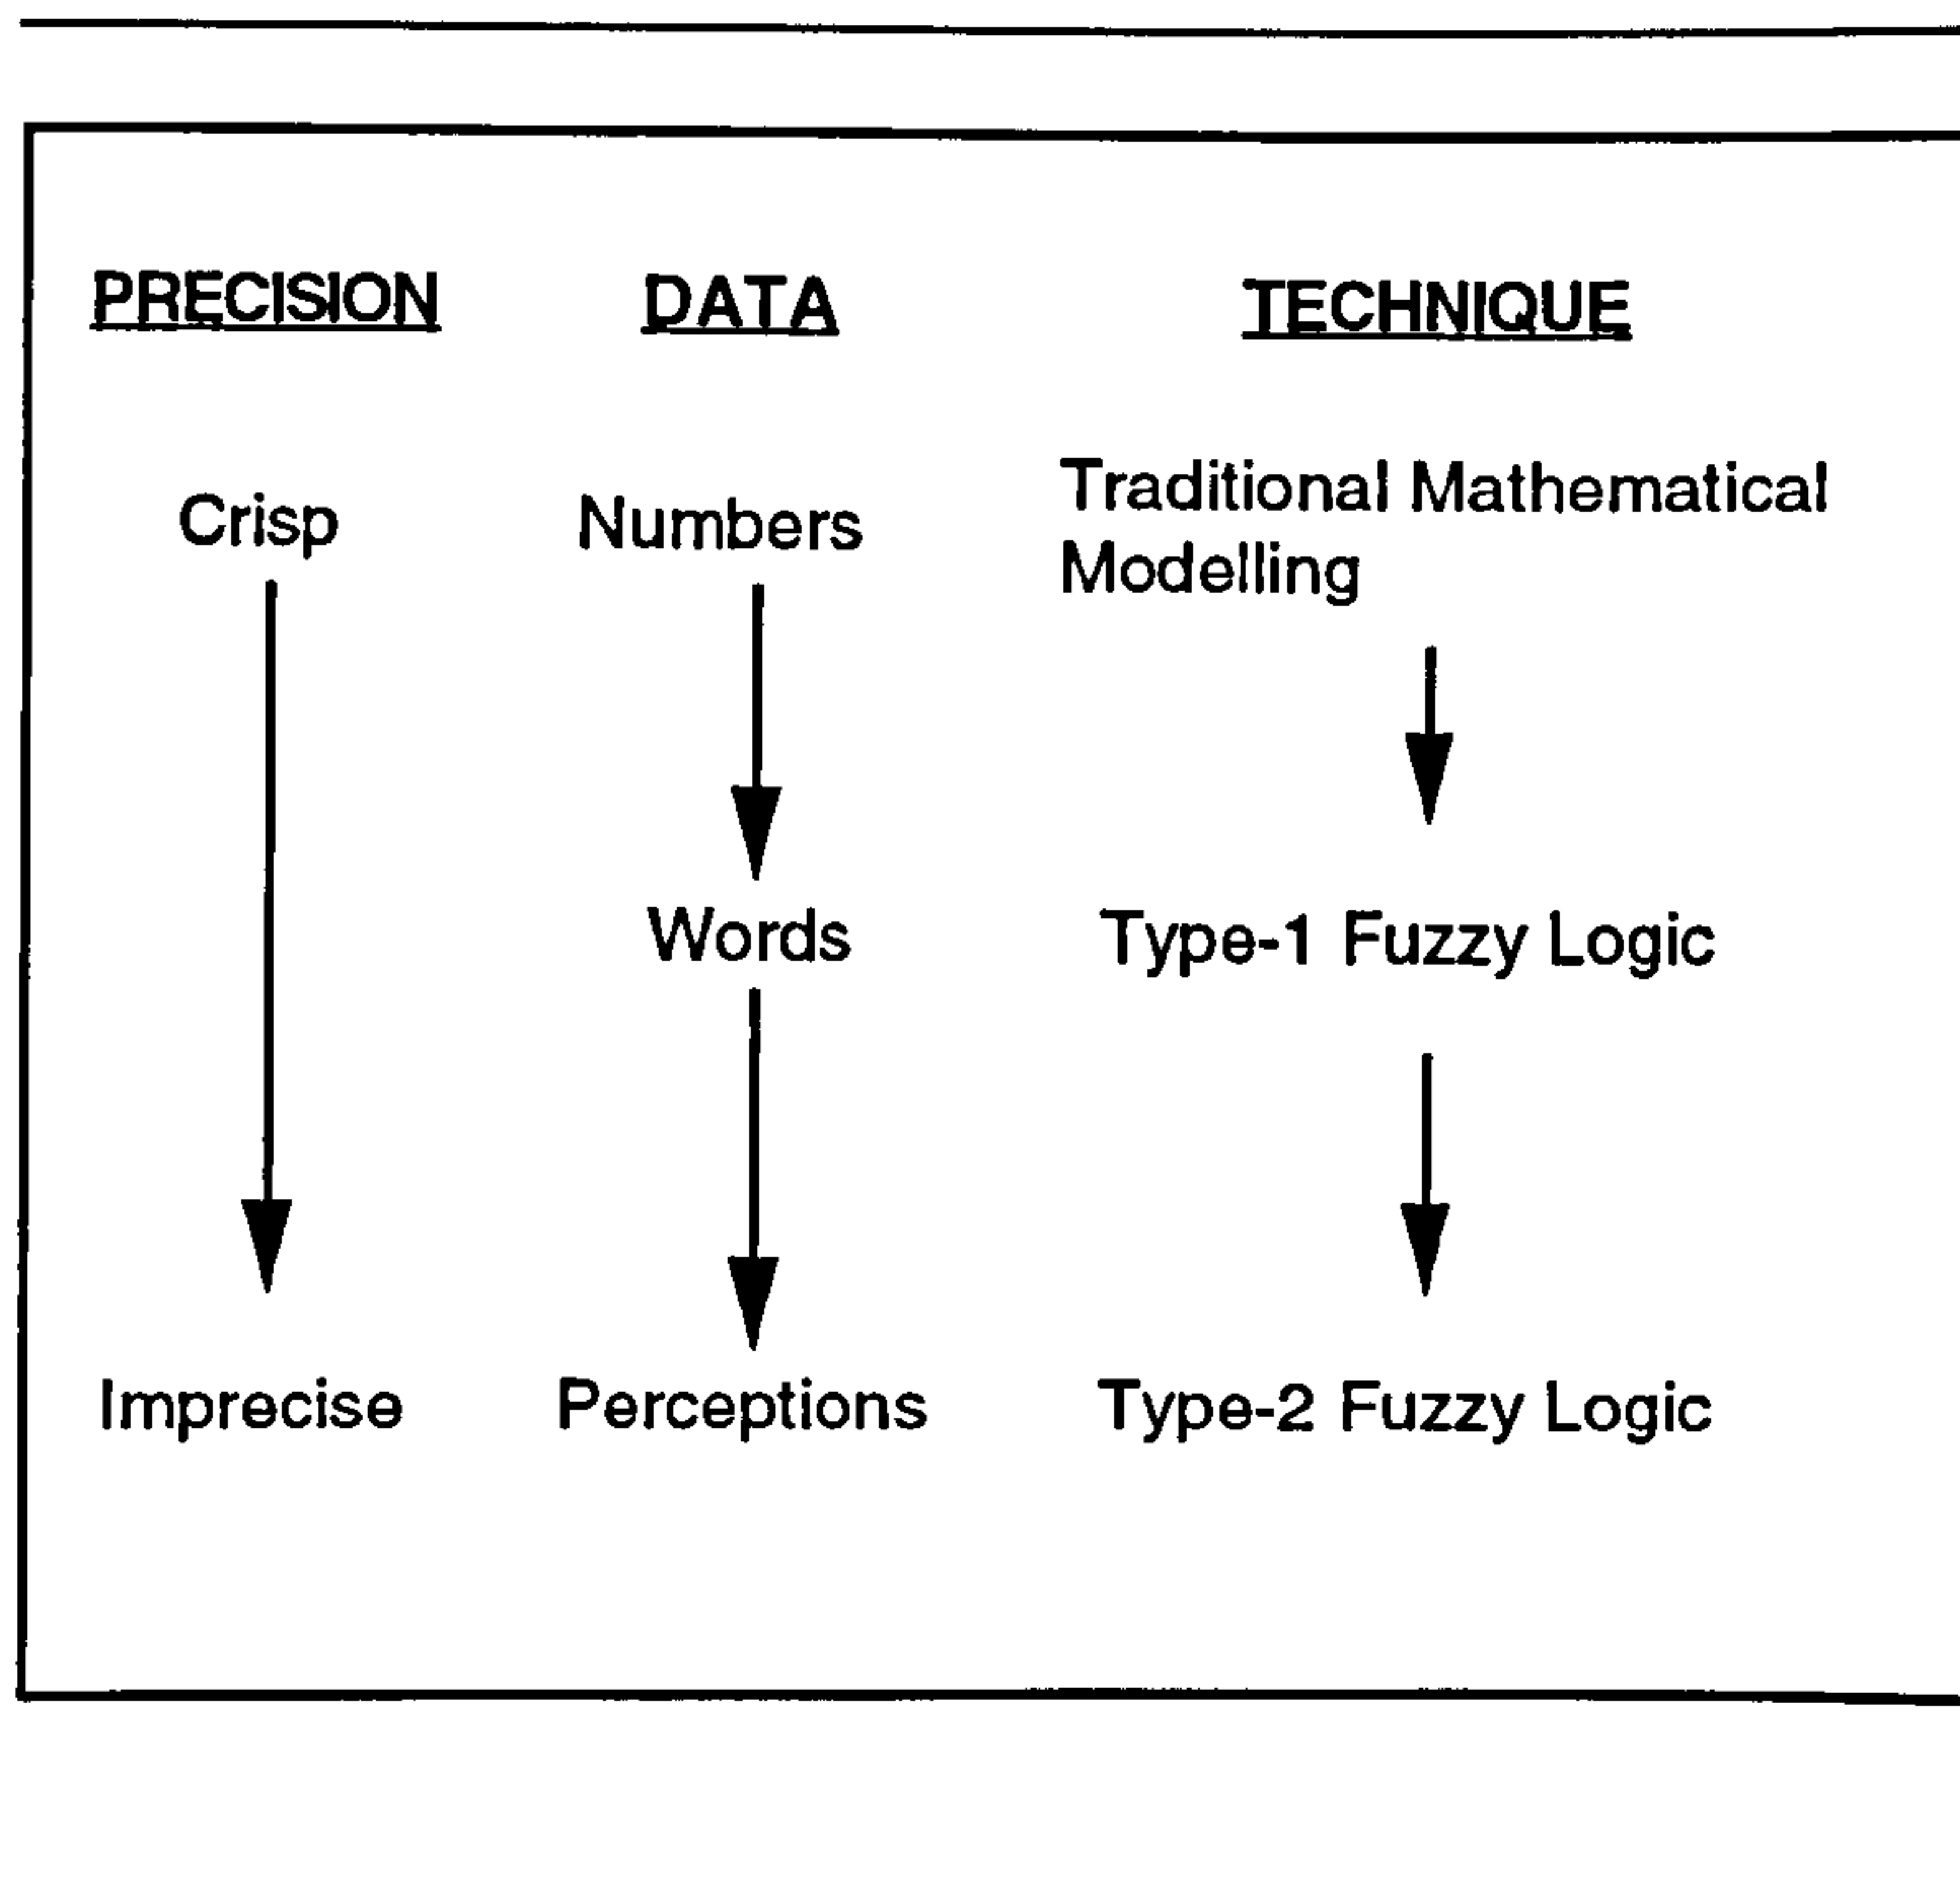 PRECISION DATA TECHNIQUE
Crisp Numbers Traditional Mathematical
Modelling
Words Type-1 Fuzzy Logic
Imprecise Perceptions Type-2 Fuzzy Logic